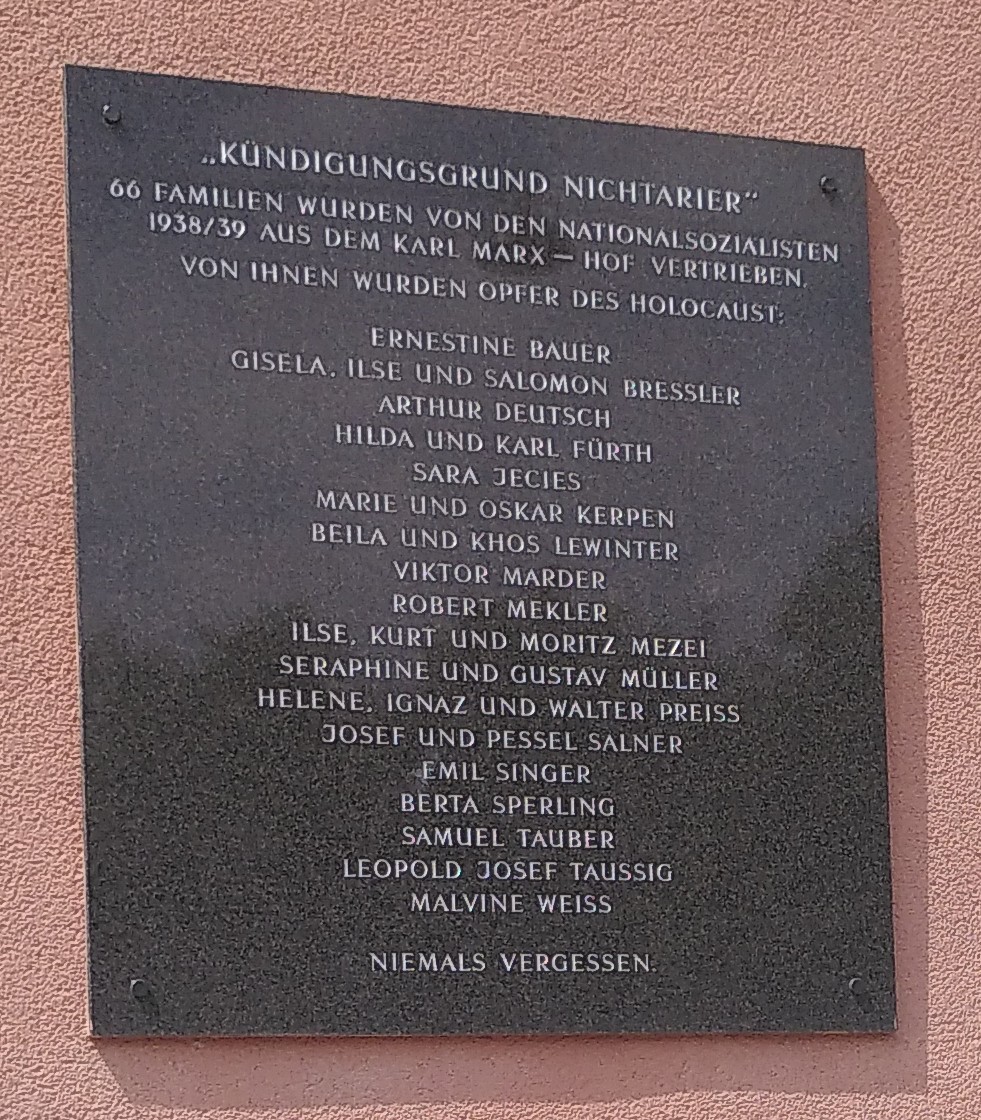 „KÜNDIGUNGSGRUND NICHTARIER“
66 FAMILIEN WURDEN VON DEN NATIONALSOZIALISTEN
1938/39 AUS DEM KARL MARX – HOF VERTRIEBEN.
VON IHNEN WURDEN OPFER DES HOLOCAUST:
ERNESTINE BAUER
GISELA, ILSE UND SALOMON BRESSLER
ARTHUR DEUTSCH
HILDA UND KARL FÜRTH
SARA JECIES
MARIE UND OSKAR KERPEN
BEILA UND KHOS LEWINTER
VIKTOR MARDER
ROBERT MEKLER
ILSE, KURT UND MORITZ MEZEI
SERAPHINE UND GUSTAV MÜLLER
HELENE, IGNAZ UND WALTER PREISS
JOSEF UND PESSEL SALNER
EMIL SINGER
BERTA SPERLING
SAMUEL TAUBER
LEOPOLD JOSEF TAUSSIG
MALVINE WEISS
NIEMALS VERGESSEN.